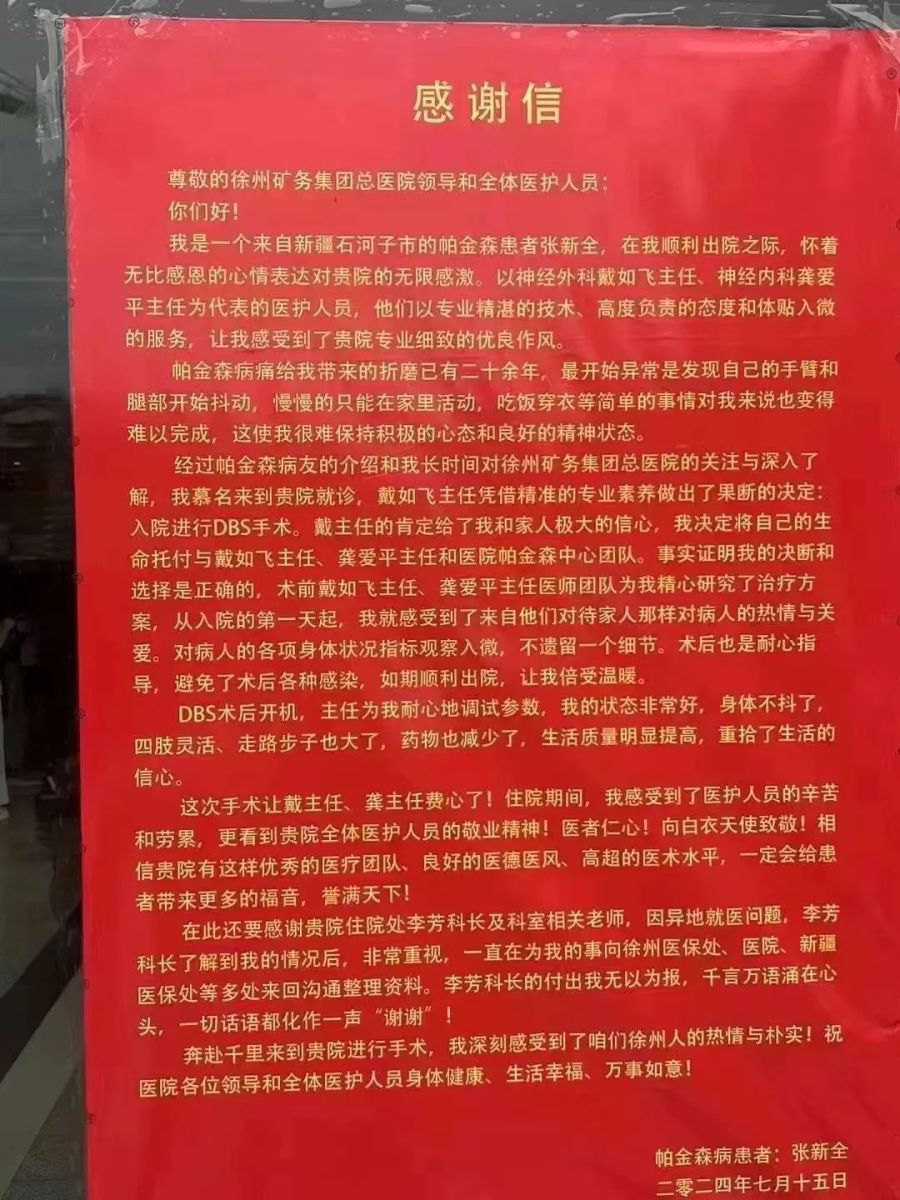 感谢信
尊敬的徐州矿务集团总医院领导和全体医护人员：
你们好！
我是一个来自新疆石河子市的帕金森患者张新全，在我顺利出院之际，怀着
无比感恩的心情表达对贵院的无限感激。以神经外科戴如飞主任、神经内科龚爱
平主任为代表的医护人员，他们以专业精湛的技术、高度负责的态度和体贴入微
的服务，让我感受到了贵院专业细致的优良作风。
帕金森病痛给我带来的折磨已有二十余年，最开始异常是发现自己的手臂和
腿部开始抖动，慢慢的只能在家里活动，吃饭穿衣等简单的事情对我来说也变得
难以完成，这使我很难保持积极的心态和良好的精神状态。
经过帕金森病友的介绍和我长时间对徐州矿务集团总医院的关注与深入了
解，我慕名来到贵院就诊，戴如飞主任凭借精准的专业素养做出了果断的决定：
入院进行DBS手术。戴主任的肯定给了我和家人极大的信心，我决定将自己的生
命托付与戴如飞主任、龚爱平主任和医院帕金森中心团队。事实证明我的决断和
选择是正确的，术前戴如飞主任、龚爱平主任医师团队为我精心研究了治疗方
案，从入院的第一天起，我就感受到了来自他们对待家人那样对病人的热情与关
爱。对病人的各项身体状况指标观察入微，不遗留一个细节。术后也是耐心指
导，避免了术后各种感染，如期顺利出院，让我倍受温暖。
DBS术后开机，主任为我耐心地调试参数，我的状态非常好，身体不抖了，
四肢灵活、走路步子也大了，药物也减少了，生活质量明显提高，重拾了生活的
信心。
这次手术让戴主任、龚主任费心了！住院期间，我感受到了医护人员的辛苦
和劳累，更看到贵院全体医护人员的敬业精神！医者仁心！向白衣天使致敬！相
信贵院有这样优秀的医疗团队、良好的医德医风、高超的医术水平，一定会给患
者带来更多的福音，誉满天下！
在此还要感谢贵院住院处李芳科长及科室相关老师，因异地就医问题，李芳
科长了解到我的情况后，非常重视，一直在为我的事向徐州医保处、医院、新疆
医保处等多处来回沟通整理资料。李芳科长的付出我无以为报，千言万语涌在心
头，一切话语都化作一声“谢谢”！
奔赴千里来到贵院进行手术，我深刻感受到了咱们徐州人的热情与朴实！祝
医院各位领导和全体医护人员身体健康、生活幸福、万事如意！
帕金森病患者：张新全
二零二四年七月十五日